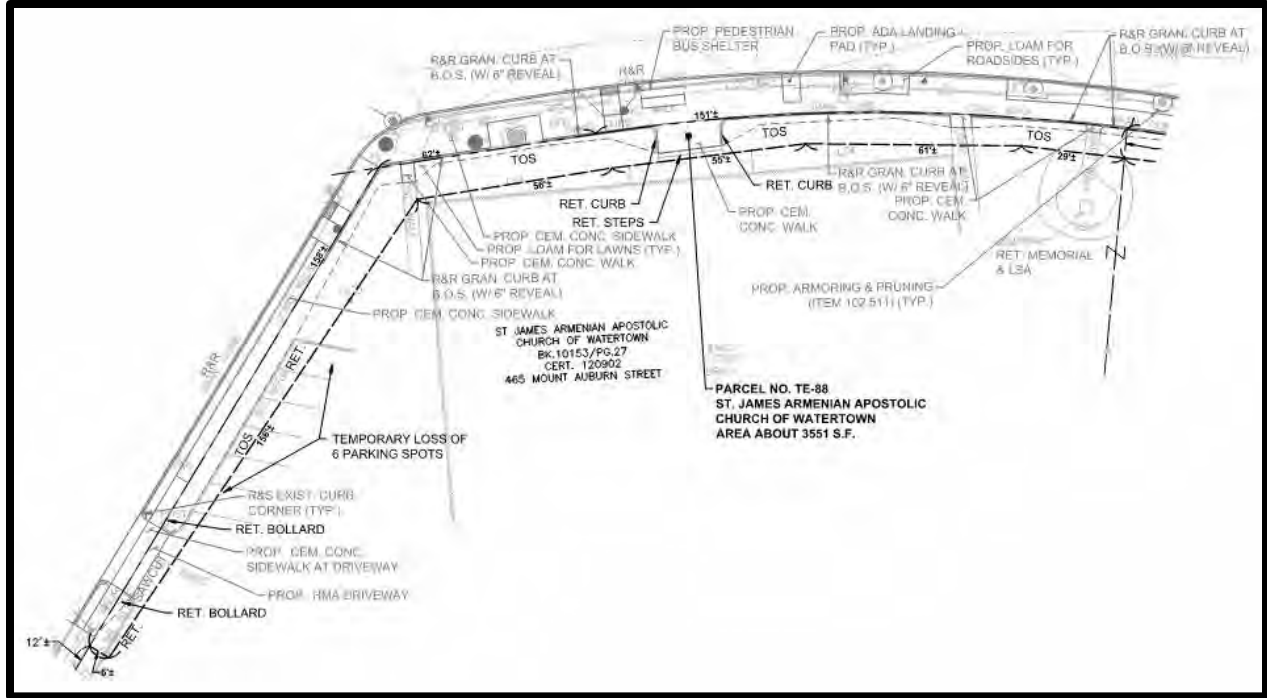 PROP. PEDESTRIAN
BUS SHELTER
PROP. ADA LANDING
PAD (TYP.)
PROP. LOAM FOR
ROADSIDES (TYP.)
R&R GRAN. CURB AT
B.O.S. (W/ 6" REVEAL)
R&R GRAN. CURB AT
B.O.S. (W/ 6" REVEAL)
R&R
151'±
62'±
TOS
TOS
TOS
56'±
55'±
61'±
29'±
RET. CURB
RET. CURB
RET. STEPS
R&R GRAN. CURB AT
B.O.S. (W/ 6" REVEAL)
PROP. CEM.
CONC. WALK
PROP. CEM.
CONC. WALK
PROP. CEM. CONC. SIDEWALK
PROP. LOAM FOR LAWNS (TYP.)
PROP. CEM. CONC. WALK
R&R GRAN. CURB AT
B.O.S. (W/ 6" REVEAL)
PROP. CEM. CONC. SIDEWALK
RET. MEMORIAL
& LSA
PROP. ARMORING & PRUNING
(ITEM 102.511) (TYP.)
158'±
R&R
RET.
TOS
156'±
ST JAMES ARMENIAN APOSTOLIC
CHURCH OF WATERTOWN
BK.10153/PG.27
CERT. 120902
465 MOUNT AUBURN STREET
PARCEL NO. TE-88
ST. JAMES ARMENIAN APOSTOLIC
CHURCH OF WATERTOWN
AREA ABOUT 3551 S.F.
TEMPORARY LOSS OF
6 PARKING SPOTS
R&S EXIST. CURB
CORNER (TYP.)
RET. BOLLARD
PROP. CEM. CONC.
SIDEWALK AT DRIVEWAY
PROP. HMA DRIVEWAY
SAWCUT
RET. BOLLARD
RET.
12'±
6'±